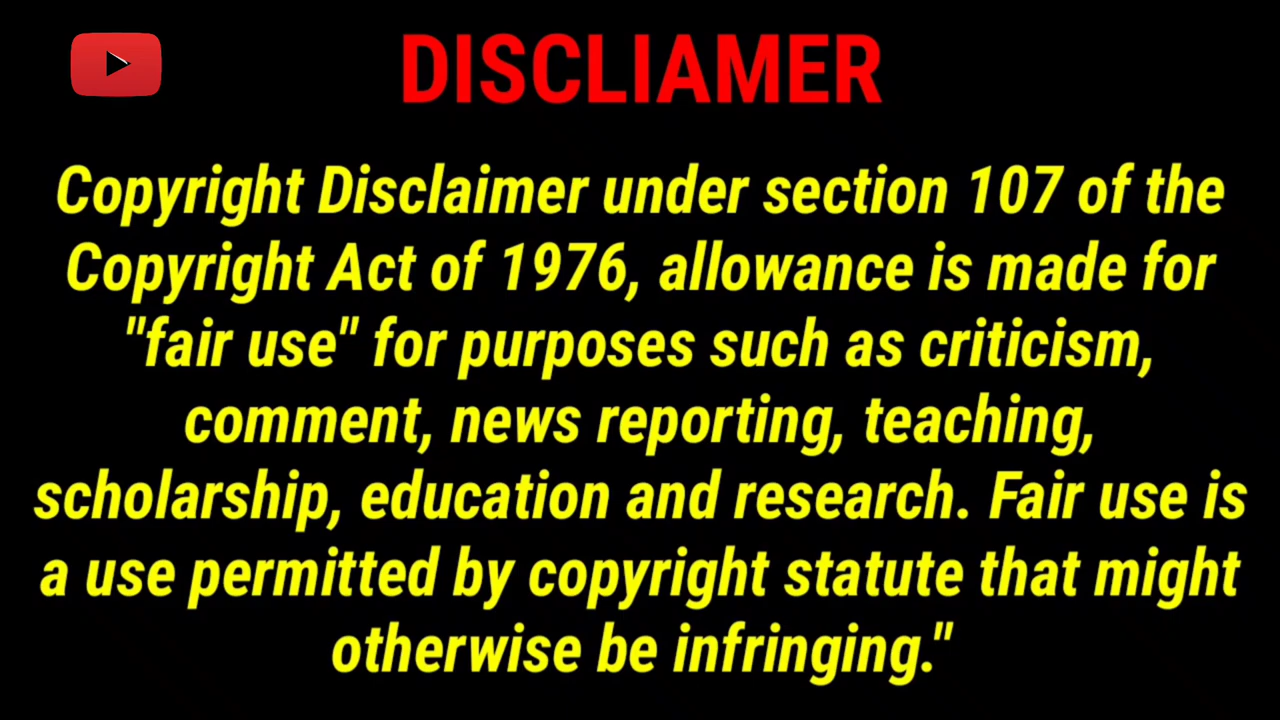 DISCLIAMER
Copyright Disclaimer under section 107 of the
Copyright Act of 1976, allowance is made for
"fair use" for purposes such as criticism,
comment, news reporting, teaching,
scholarship, education and research. Fair use is
a use permitted by copyright statute that might
otherwise be infringing."